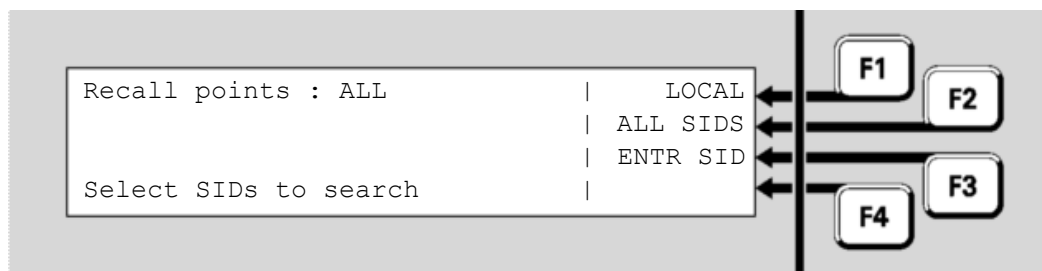 Recall points : ALL | LOCAL
| ALL SIDS
| ENTR SID
Select SIDs to search |
F1
F2
F3
F4